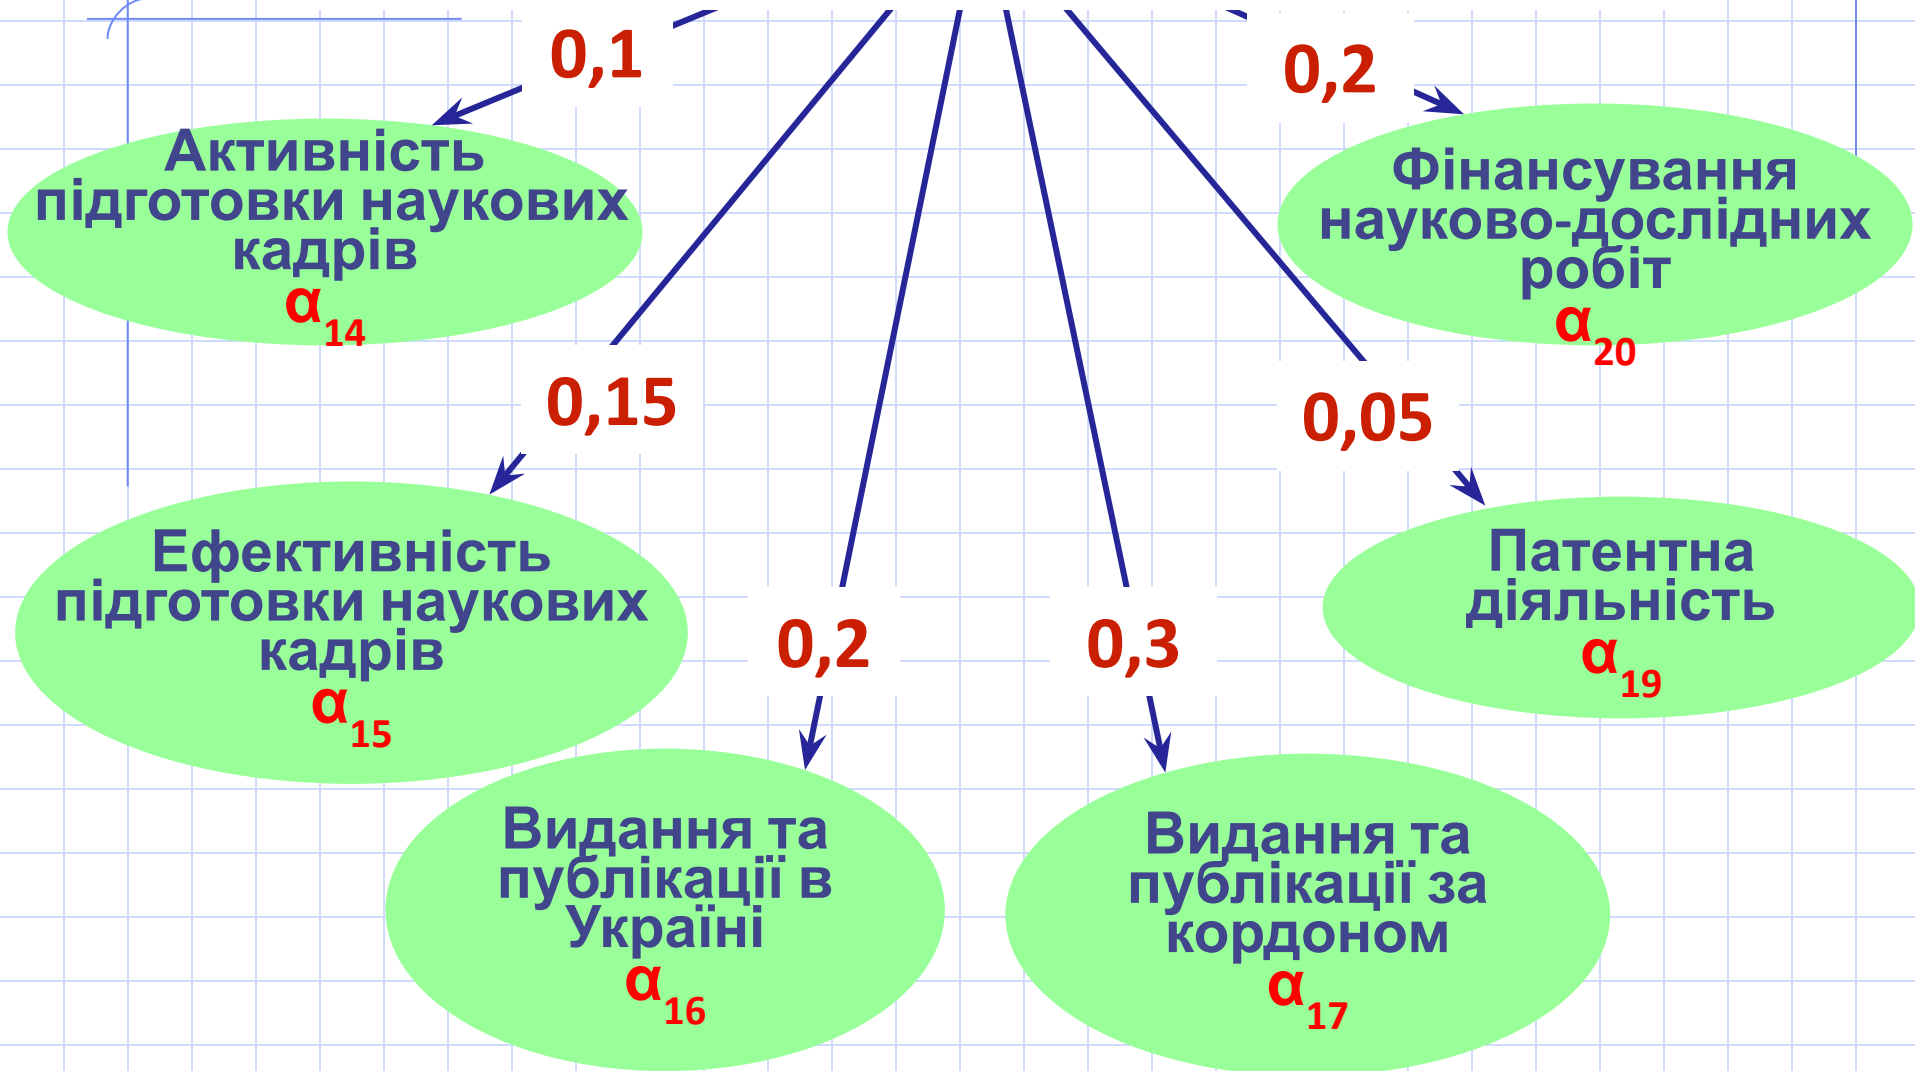 0,1
Активність
підготовки наукових
кадрів
α14
0,2
Фінансування
науково-дослідних
робіт
α20
0,15
Ефективність
підготовки наукових
кадрів
α15
0,05
Патентна
діяльність
α19
0,2
Видання та
публікації в
Україні
α16
0,3
Видання та
публікації за
кордоном
α17